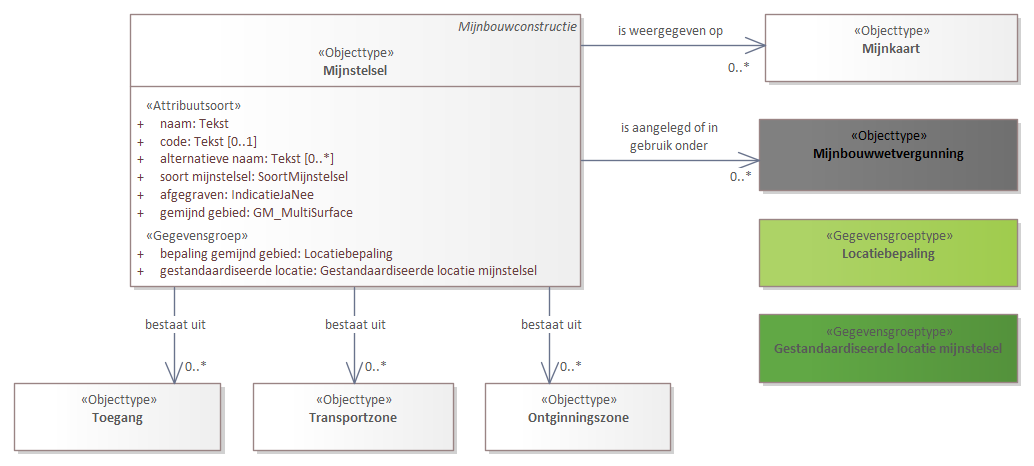 Mijnbouwconstructie
«Objecttype»
Mijnstelsel
«Attribuutsoort»
+ naam: Tekst
+ code: Tekst [0..1]
+ alternatieve naam: Tekst [0..*]
+ soort mijnstelsel: SoortMijnstelsel
+ afgegraven: IndicatieJaNee
+ gemijnd gebied: GM_MultiSurface
«Gegevensgroep»
+ bepaling gemijnd gebied: Locatiebepaling
+ gestandaardiseerde locatie: Gestandaardiseerde locatie mijnstelsel
is weergegeven op
0..*
«Objecttype»
Mijnkaart
is aangelegd of in
gebruik onder
0..*
«Objecttype»
Mijnbouwwetvergunning
«Gegevensgroeptype»
Locatiebepaling
«Gegevensgroeptype»
Gestandaardiseerde locatie mijnstelsel
bestaat uit
0..*
«Objecttype»
Toegang
bestaat uit
0..*
«Objecttype»
Transportzone
bestaat uit
0..*
«Objecttype»
Ontginningszone